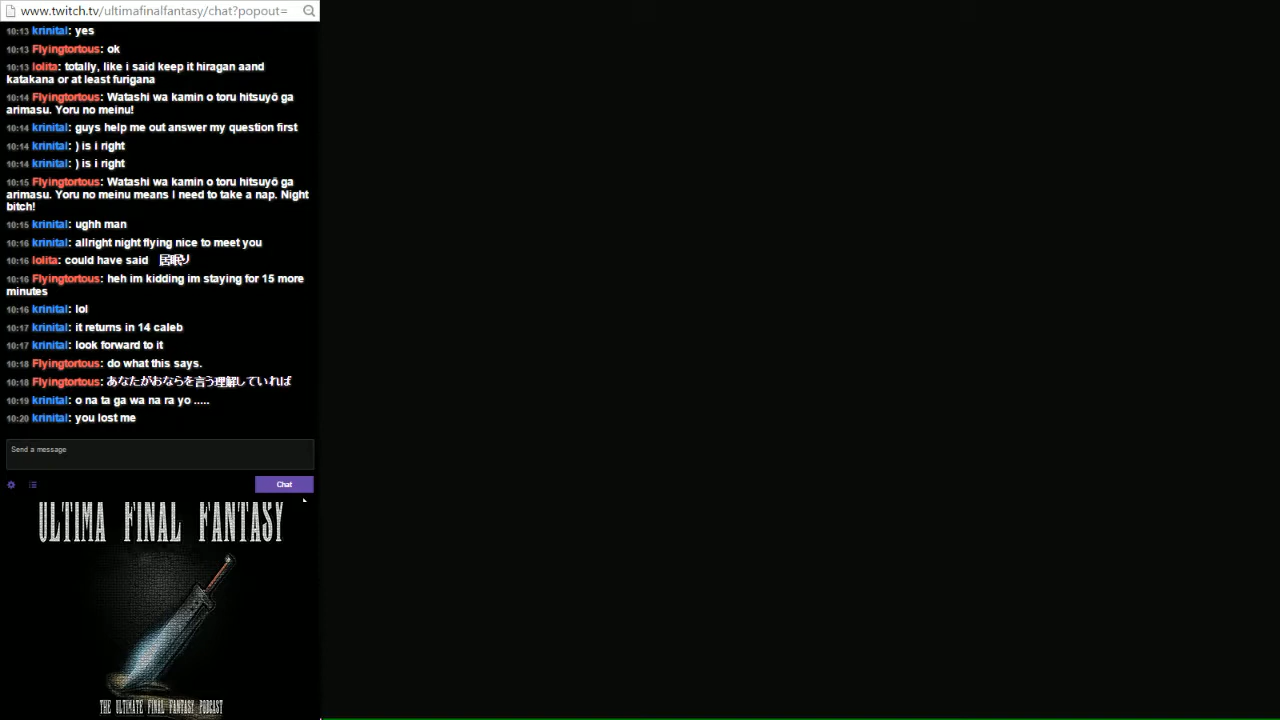 www.twitch.tv/ultimafinalfantasy/chat?popout=
10:13 krinital: yes
10:13 Flyingtortous: ok
10:13 lolita: totally, like i said keep it hiragan aand
katakana or at least furigana
10:14 Flyingtortous: Watashi wa kamin o toru hitsuyō ga
arimasu. Yoru no meinu!
10:14 krinital: guys help me out answer my question first
10:14 krinital: ) is i right
10:14 krinital: ) is i right
10:15 Flyingtortous: Watashi wa kamin o toru hitsuyō ga
arimasu. Yoru no meinu means I need to take a nap. Night
bitch!
10:15 krinital: ughh man
10:16 krinital: allright night flying nice to meet you
10:16 lolita: could have said 居眠り
10:16 Flyingtortous: heh im kidding im staying for 15 more
minutes
10:16 krinital: lol
10:17 krinital: it returns in 14 caleb
10:17 krinital: look forward to it
10:18 Flyingtortous: do what this says.
10:18 Flyingtortous: あなたがおならを言う理解していれば
10:19 krinital: o na ta ga wa na ra yo .....
10:20 krinital: you lost me
Send a message
Chat
ULTIMA FINAL FANTASY
THE ULTIMATE FINAL FANTASY PODCAST